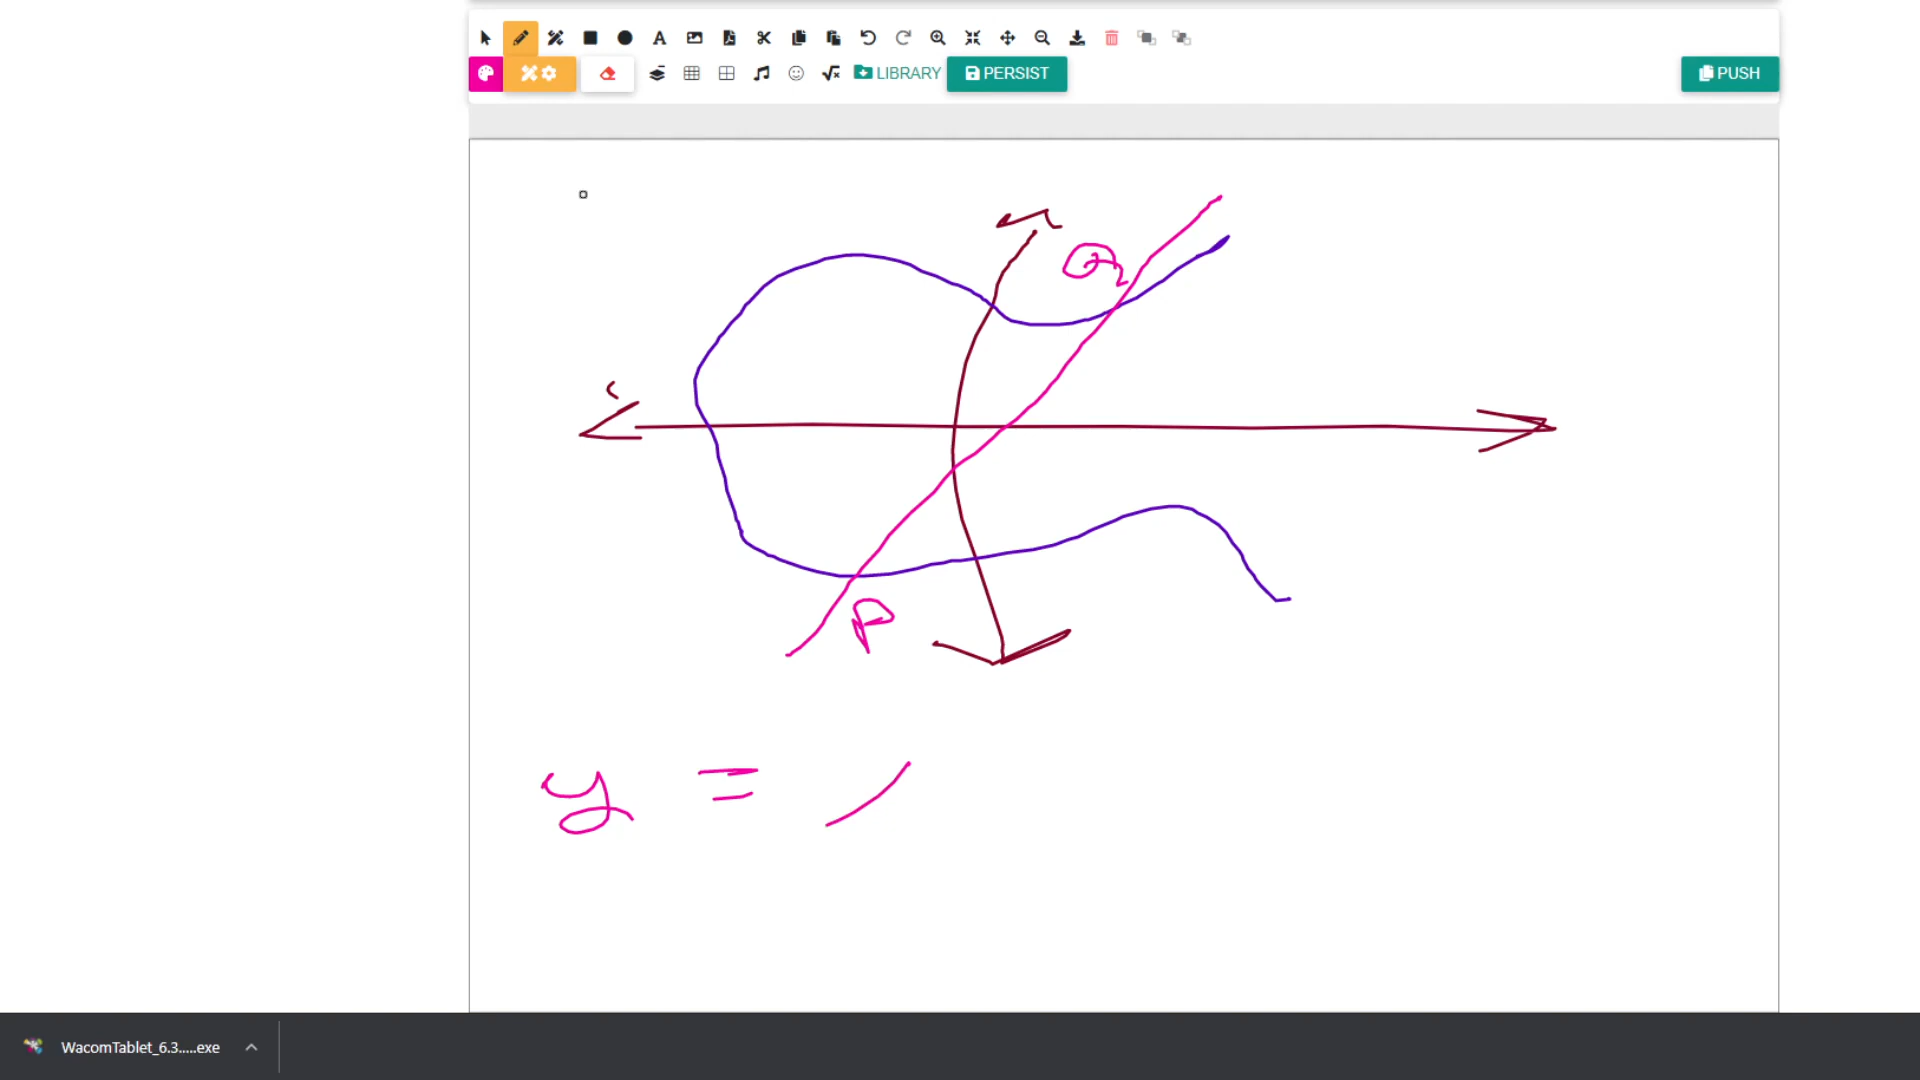 LIBRARY PERSIST PUSH
Q
P
y =
WacomTablet_6.3.....exe